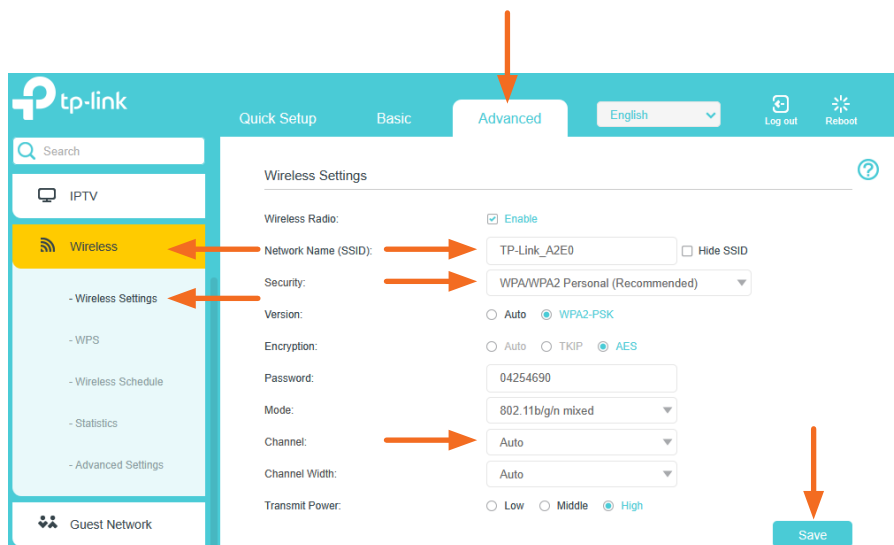 tp-link
Quick Setup Basic Advanced English Log out Reboot
Search
IPTV
Wireless
- Wireless Settings
- WPS
- Wireless Schedule
- Statistics
- Advanced Settings
Guest Network
Wireless Settings ?
Wireless Radio: Enable
Network Name (SSID): TP-Link_A2E0 Hide SSID
Security: WPA/WPA2 Personal (Recommended)
Version: Auto WPA2-PSK
Encryption: Auto TKIP AES
Password: 04254690
Mode: 802.11b/g/n mixed
Channel: Auto
Channel Width: Auto
Transmit Power: Low Middle High
Save